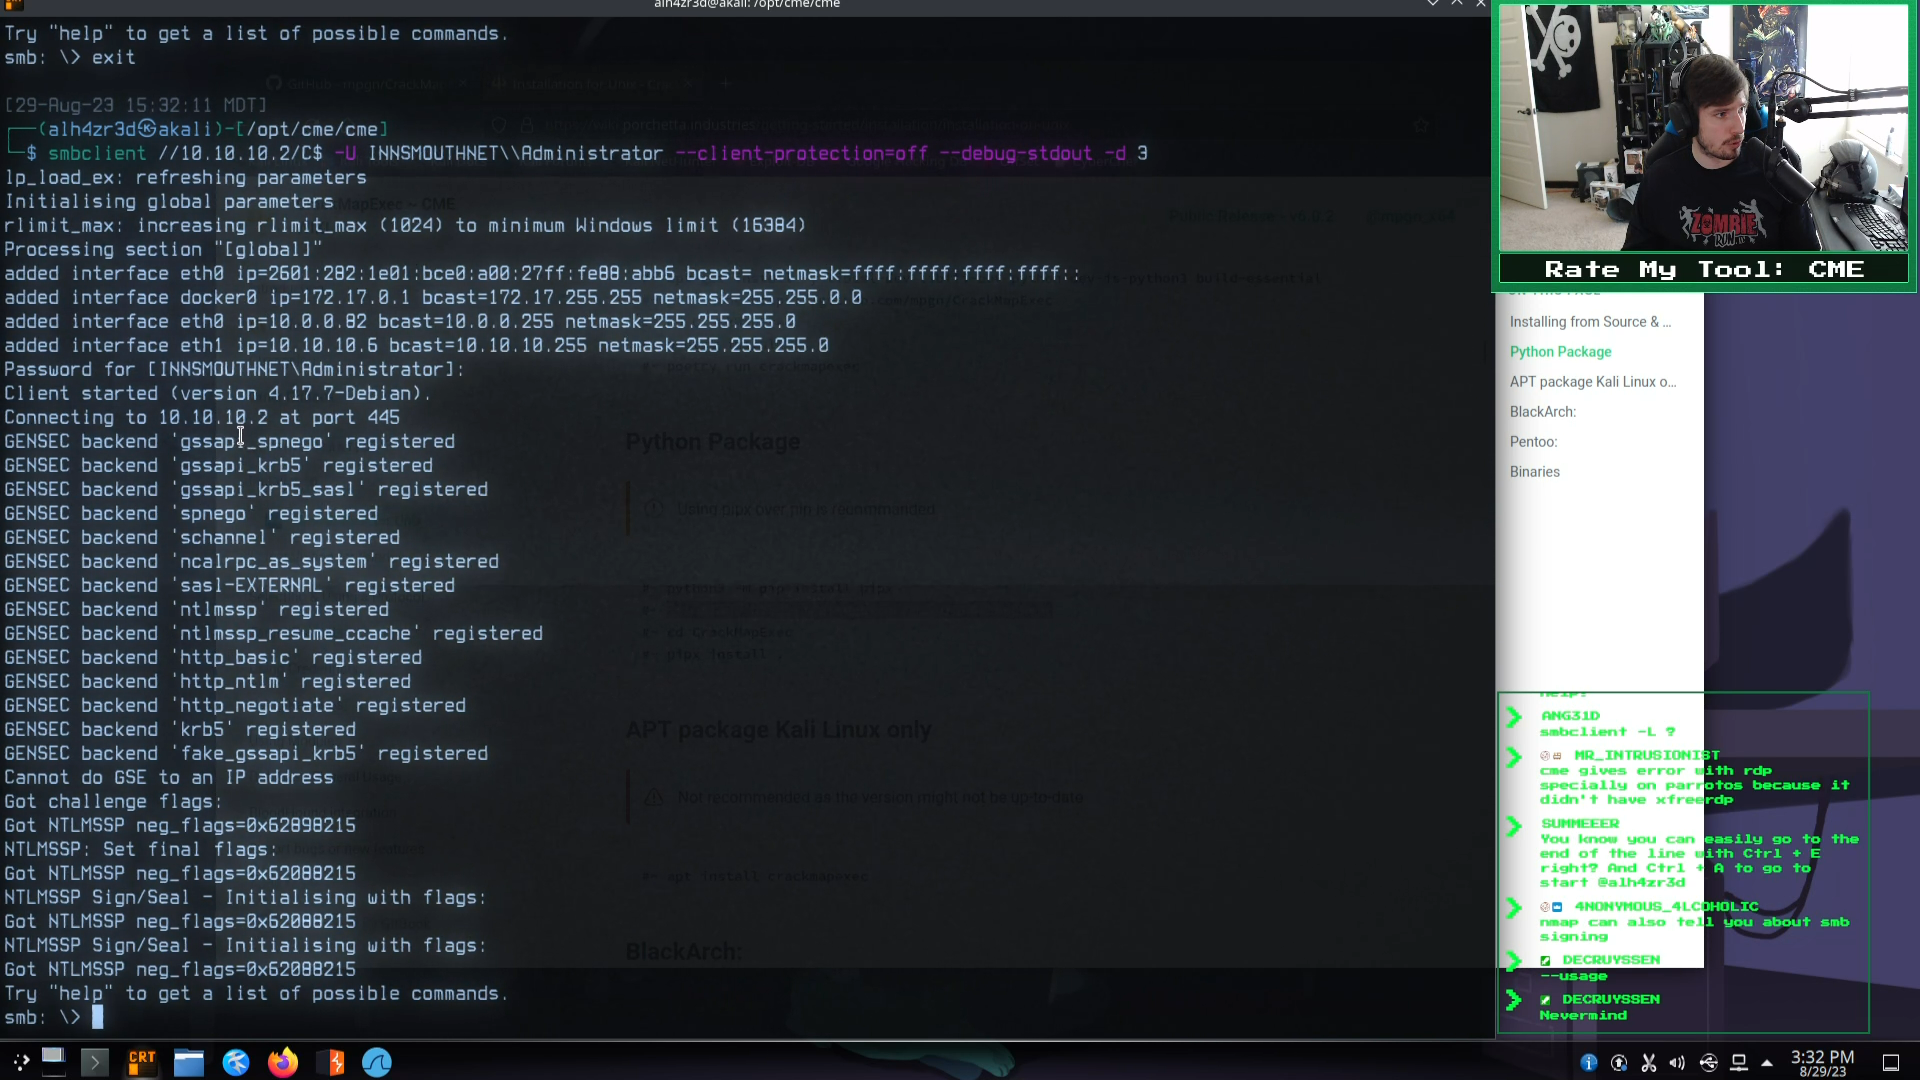 alh4zr3d@akali: /opt/cme/cme
Try "help" to get a list of possible commands.
smb: \> exit
[29-Aug-23 15:32:11 MDT]
(alh4zr3d㉿akali)-[/opt/cme/cme]
$ smbclient //10.10.10.2/C$ -U INNSMOUTHNET\\Administrator --client-protection=off --debug-stdout -d 3
lp_load_ex: refreshing parameters
Initialising global parameters
rlimit_max: increasing rlimit_max (1024) to minimum Windows limit (16384)
Processing section "[global]"
added interface eth0 ip=2601:282:1e01:bce0:a00:27ff:fe88:abb6 bcast= netmask=ffff:ffff:ffff:ffff::
added interface docker0 ip=172.17.0.1 bcast=172.17.255.255 netmask=255.255.0.0
added interface eth0 ip=10.0.0.82 bcast=10.0.0.255 netmask=255.255.255.0
added interface eth1 ip=10.10.10.6 bcast=10.10.10.255 netmask=255.255.255.0
Password for [INNSMOUTHNET\Administrator]:
Client started (version 4.17.7-Debian).
Connecting to 10.10.10.2 at port 445
GENSEC backend 'gssapi_spnego' registered
GENSEC backend 'gssapi_krb5' registered
GENSEC backend 'gssapi_krb5_sasl' registered
GENSEC backend 'spnego' registered
GENSEC backend 'schannel' registered
GENSEC backend 'ncalrpc_as_system' registered
GENSEC backend 'sasl-EXTERNAL' registered
GENSEC backend 'ntlmssp' registered
GENSEC backend 'ntlmssp_resume_ccache' registered
GENSEC backend 'http_basic' registered
GENSEC backend 'http_ntlm' registered
GENSEC backend 'http_negotiate' registered
GENSEC backend 'krb5' registered
GENSEC backend 'fake_gssapi_krb5' registered
Cannot do GSE to an IP address
Got challenge flags:
Got NTLMSSP neg_flags=0x62898215
NTLMSSP: Set final flags:
Got NTLMSSP neg_flags=0x62088215
NTLMSSP Sign/Seal - Initialising with flags:
Got NTLMSSP neg_flags=0x62088215
NTLMSSP Sign/Seal - Initialising with flags:
Got NTLMSSP neg_flags=0x62088215
Try "help" to get a list of possible commands.
smb: \>
Python Package
Using pipx over pip is recommended
cd CrackMapExec
pipx install .
APT package Kali Linux only
Not recommended as the version might not be up-to-date
apt install crackmapexec
BlackArch:
ZOMBIE
RUN
Rate My Tool: CME
Installing from Source & ...
Python Package
APT package Kali Linux o...
BlackArch:
Pentoo:
Binaries
help?
ANG31D
smbclient -L ?
MR_INTRUSIONIST
cme gives error with rdp
specially on parrotos because it
didn't have xfreerdp
SUMMEEER
You know you can easily go to the
end of the line with Ctrl + E
right? And Ctrl + A to go to
start @alh4zr3d
4NONYMOUS_4LCOHOLIC
nmap can also tell you about smb
signing
DECRUYSSEN
--usage
DECRUYSSEN
Nevermind
CRT
3:32 PM
8/29/23